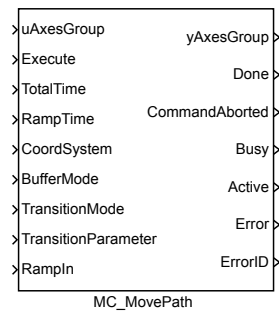 uAxesGroup
Execute
TotalTime
RampTime
CoordSystem
BufferMode
TransitionMode
TransitionParameter
RampIn
yAxesGroup
Done
CommandAborted
Busy
Active
Error
ErrorID
MC_MovePath